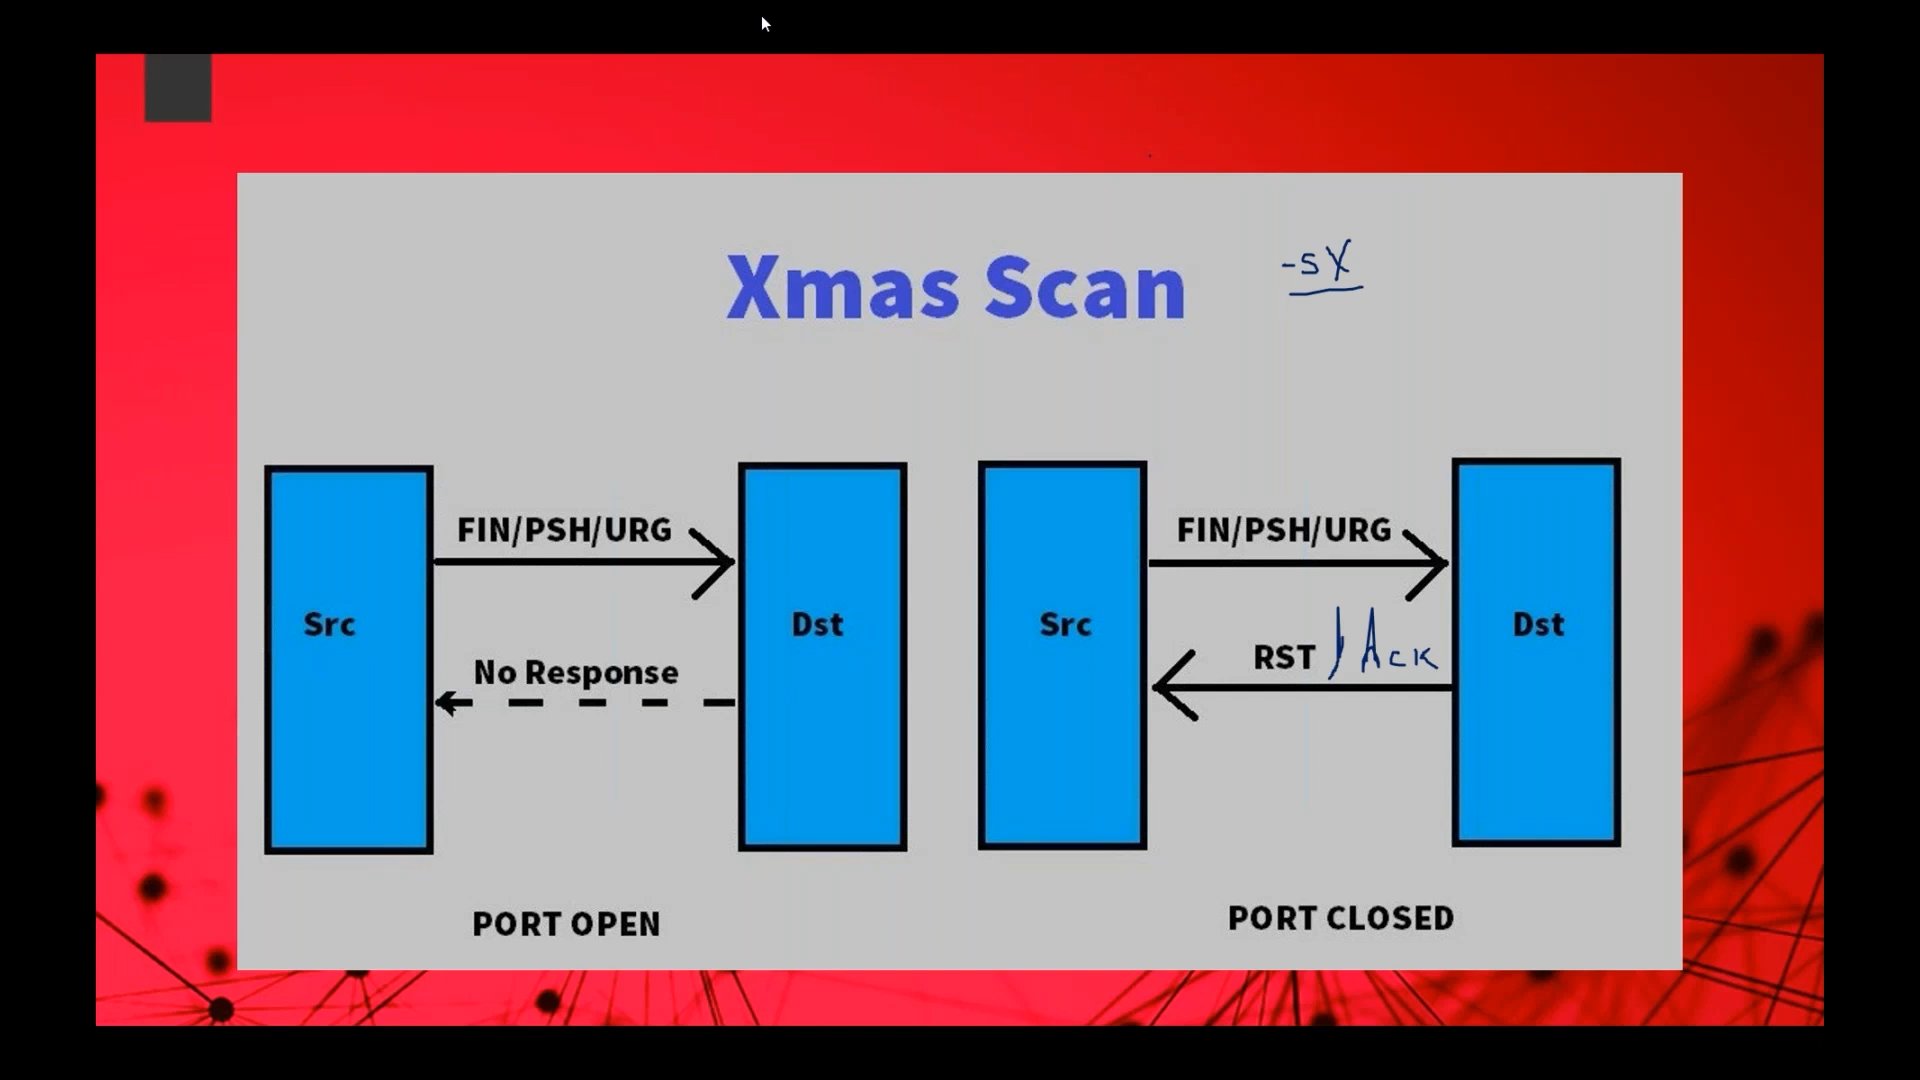 Xmas Scan -sX
FIN/PSH/URG
Src
Dst
No Response
PORT OPEN
FIN/PSH/URG
Src
Dst
RST / Ack
PORT CLOSED